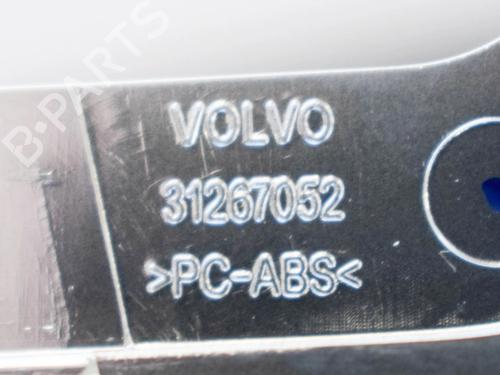 B-PARTS
VOLVO
31267052
>PC-ABS<